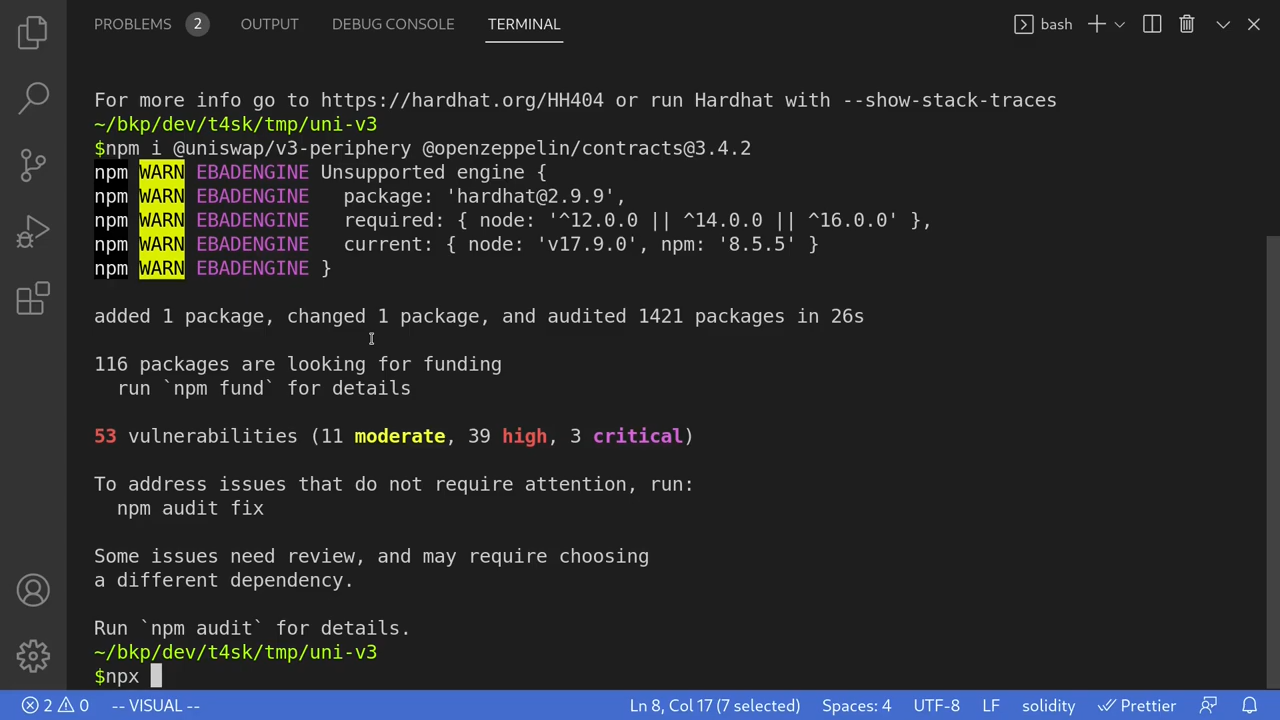 PROBLEMS 2 OUTPUT DEBUG CONSOLE TERMINAL bash
For more info go to https://hardhat.org/HH404 or run Hardhat with --show-stack-traces
~/bkp/dev/t4sk/tmp/uni-v3
$npm i @uniswap/v3-periphery @openzeppelin/contracts@3.4.2
npm WARN EBADENGINE Unsupported engine {
npm WARN EBADENGINE   package: 'hardhat@2.9.9',
npm WARN EBADENGINE   required: { node: '^12.0.0 || ^14.0.0 || ^16.0.0' },
npm WARN EBADENGINE   current: { node: 'v17.9.0', npm: '8.5.5' }
npm WARN EBADENGINE }
added 1 package, changed 1 package, and audited 1421 packages in 26s
116 packages are looking for funding
  run `npm fund` for details
53 vulnerabilities (11 moderate, 39 high, 3 critical)
To address issues that do not require attention, run:
  npm audit fix
Some issues need review, and may require choosing
a different dependency.
Run `npm audit` for details.
~/bkp/dev/t4sk/tmp/uni-v3
$npx
2 0 -- VISUAL -- Ln 8, Col 17 (7 selected) Spaces: 4 UTF-8 LF solidity Prettier